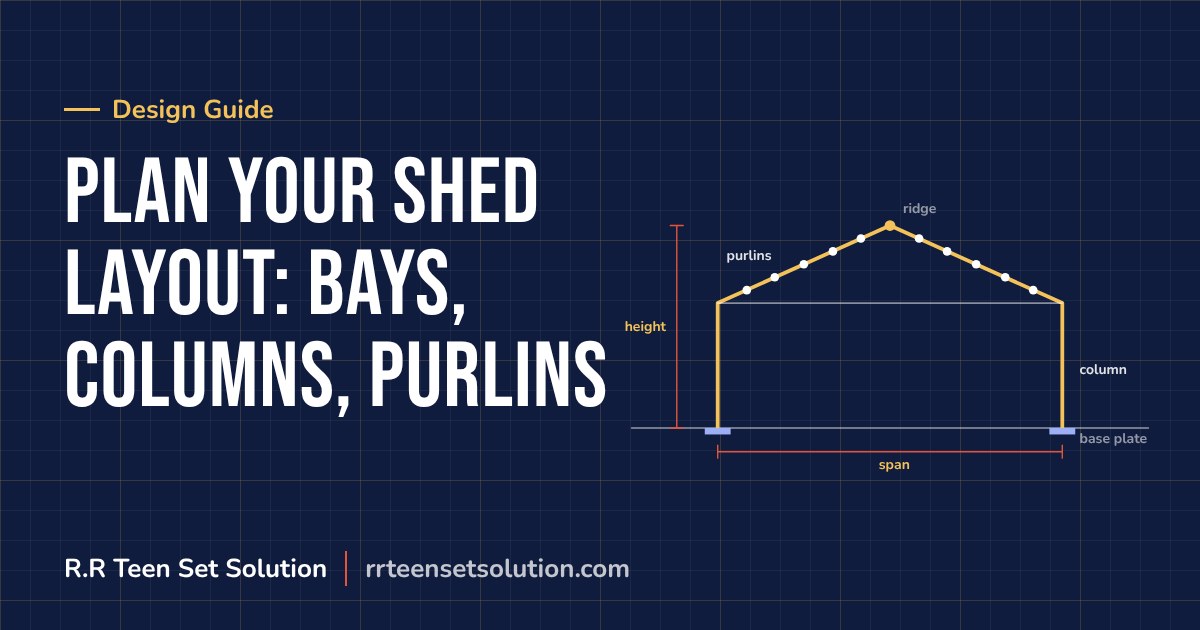 Design Guide
PLAN YOUR SHED
LAYOUT: BAYS,
COLUMNS, PURLINS
ridge
purlins
height
column
base plate
span
R.R Teen Set Solution
rrteensetsolution.com